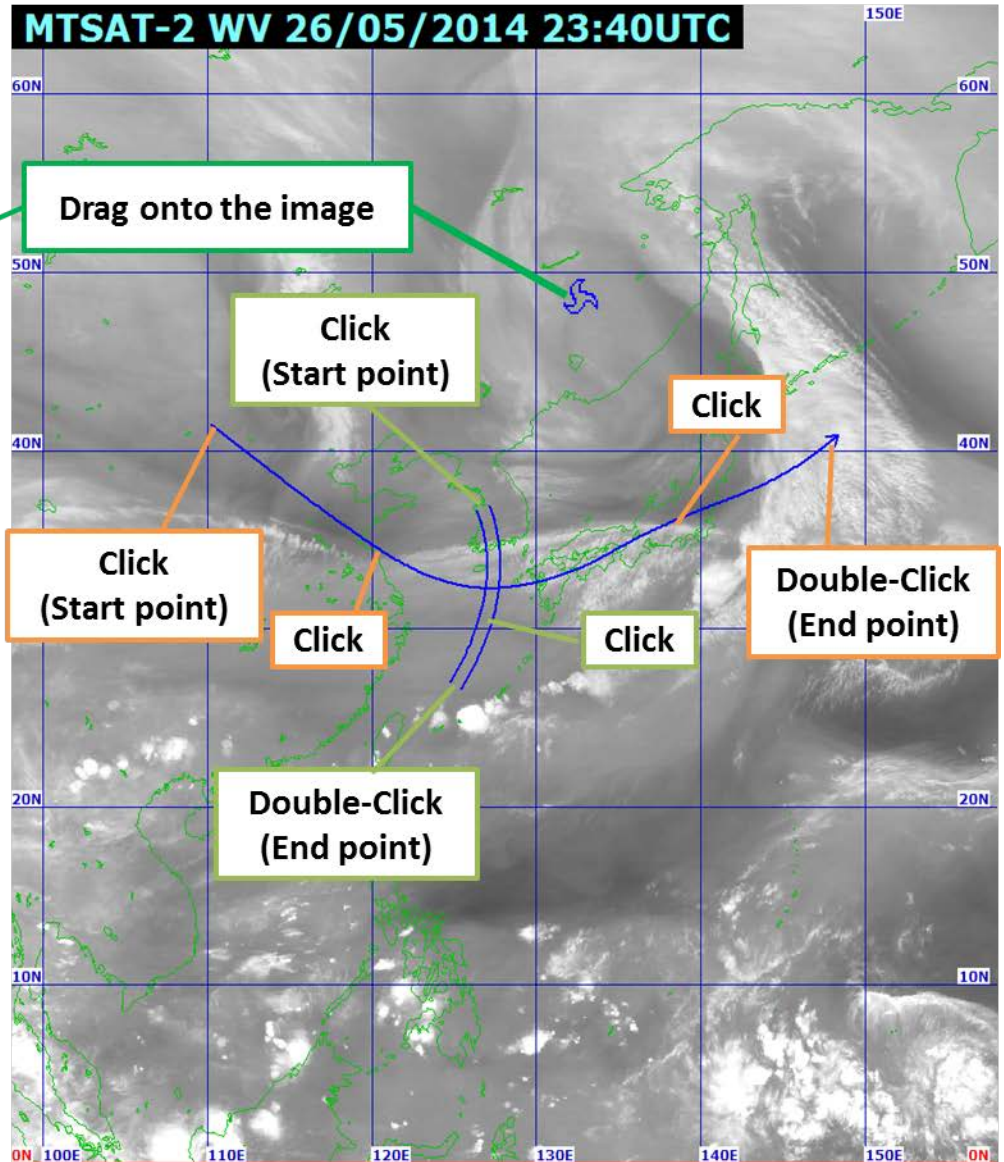 MTSAT-2 WV 26/05/2014 23:40UTC
150E
60N
60N
Drag onto the image
50N
50N
Click
(Start point)
Click
40N
40N
Click
(Start point)
Click
Click
Double-Click
(End point)
Double-Click
(End point)
20N
20N
10N
10N
0N
100E
110E
120E
130E
140E
150E
0N